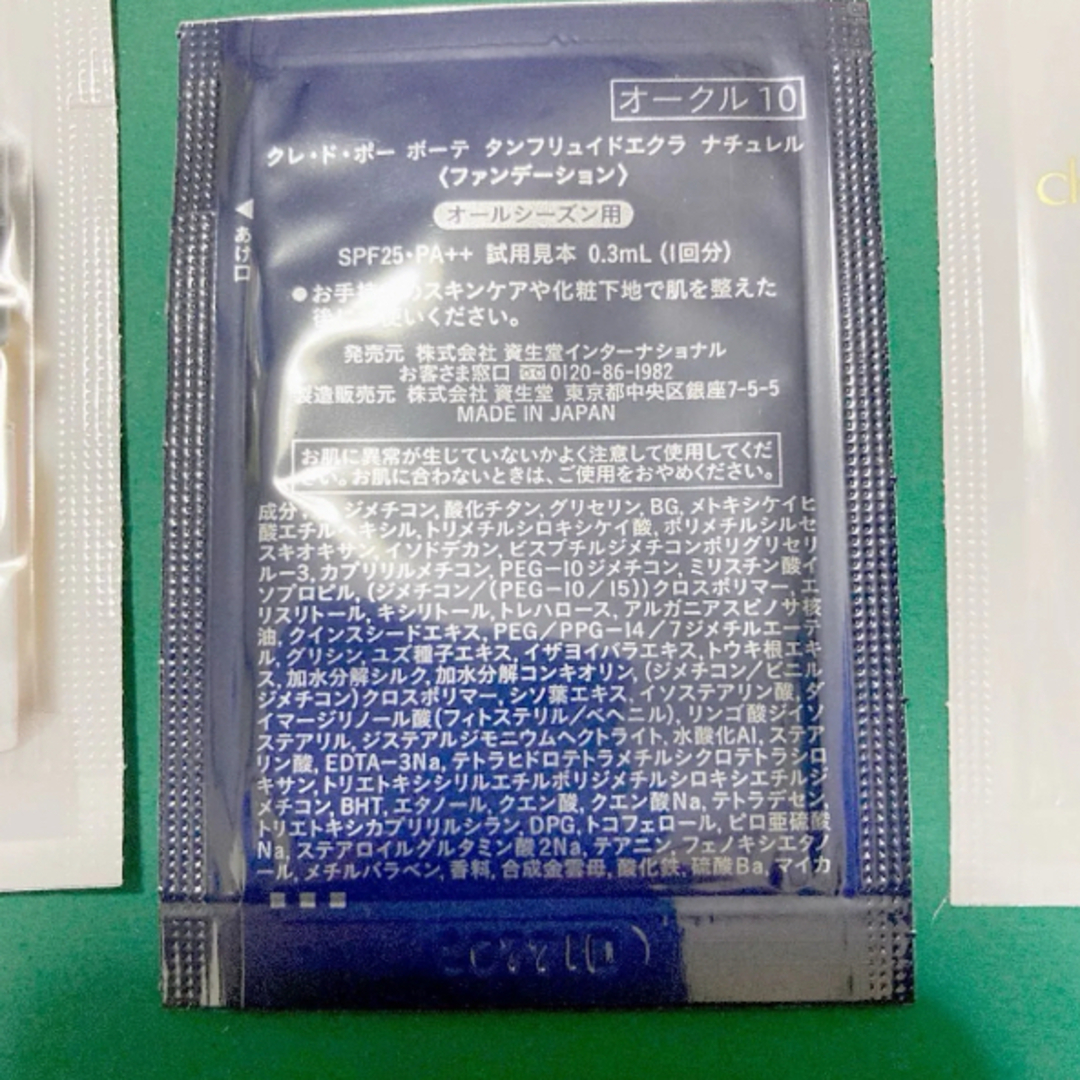 オークル10
クレ・ド・ポー ボーテ タンフリュイドエクラ ナチュレル
〈ファンデーション〉
オールシーズン用
あけ口
SPF25・PA++ 試用見本 0.3mL (1回分)
●お手 スキンケアや化粧下地で肌を整えた
いください。
発売元 株式会社 資生堂インターナショナル
お客さま窓口 0120-86-1982
製造販売元 株式会社 資生堂 東京都中央区銀座7-5-5
MADE IN JAPAN
お肌に異常が生じていないかよく注意して使用してくだ
さい。お肌に合わないときは、ご使用をおやめください。
成分 ジメチコン, 酸化チタン, グリセリン, BG, メトキシケイヒ
酸エチルヘキシル, トリメチルシロキシケイ酸, ポリメチルシルセ
スキオキサン, イソドデカン, ビスブチルジメチコンポリグリセリ
ル-3, カプリリルメチコン, PEG-10ジメチコン, ミリスチン酸イ
ソプロピル, (ジメチコン/(PEG-10/15))クロスポリマー, エ
リスリトール, キシリトール, トレハロース, アルガニアスピノサ核
油, クインスシードエキス, PEG/PPG-14/7ジメチルエーテ
ル, グリシン, ユズ種子エキス, イザヨイバラエキス, トウキ根エキ
ス, 加水分解シルク, 加水分解コンキオリン, (ジメチコン/ビニル
ジメチコン)クロスポリマー, シソ葉エキス, イソステアリン酸, ダ
イマージリノール酸(フィトステリル/ベヘニル), リンゴ酸ジイソ
ステアリル, ジステアルジモニウムヘクトライト, 水酸化Al, ステア
リン酸, EDTA-3Na, テトラヒドロテトラメチルシクロテトラシロ
キサン, トリエトキシシリルエチルポリジメチルシロキシエチルジ
メチコン, BHT, エタノール, クエン酸, クエン酸Na, テトラデセン,
トリエトキシカプリリルシラン, DPG, トコフェロール, ピロ亜硫酸
Na, ステアロイルグルタミン酸2Na, テアニン, フェノキシエタノ
ール, メチルパラベン, 香料, 合成金雲母, 酸化鉄, 硫酸Ba, マイカ